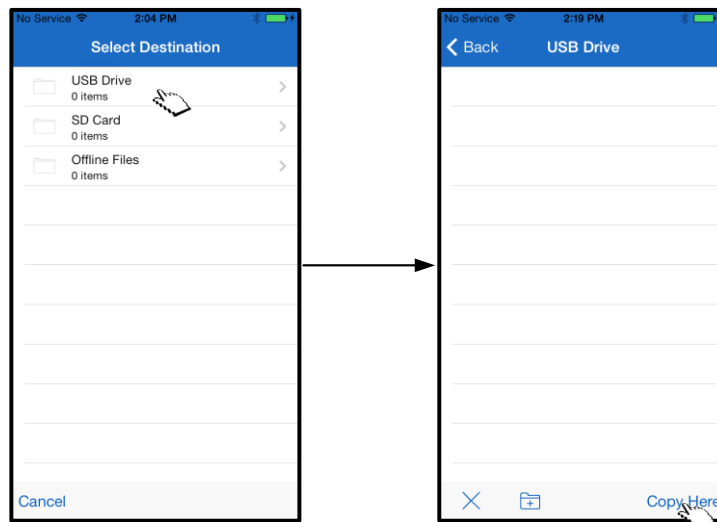 No Service 2:04 PM
Select Destination
USB Drive
0 items
SD Card
0 items
Offline Files
0 items
Cancel
No Service 2:19 PM
Back USB Drive
Copy Here